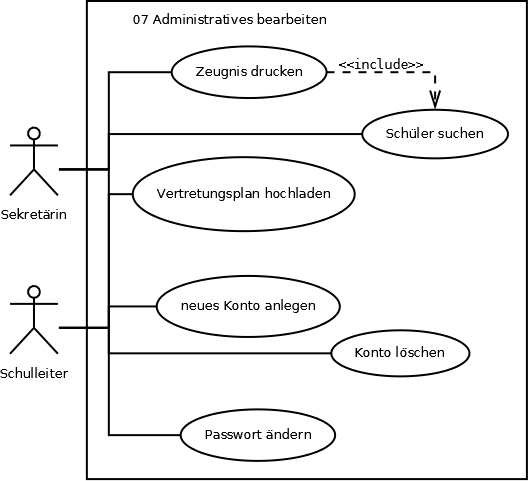 07 Administratives bearbeiten
Zeugnis drucken
<<include>>
Schüler suchen
Sekretärin
Vertretungsplan hochladen
neues Konto anlegen
Konto löschen
Schulleiter
Passwort ändern